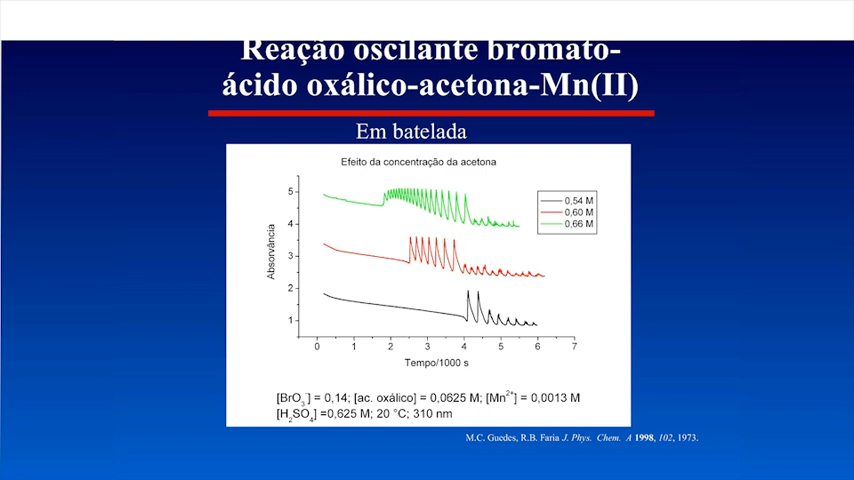 Reação oscilante bromato-
ácido oxálico-acetona-Mn(II)
Em batelada
Efeito da concentração da acetona
Absorvância
5
4
3
2
1
0,54 M
0,60 M
0,66 M
0 1 2 3 4 5 6 7
Tempo/1000 s
[BrO3-] = 0,14; [ac. oxálico] = 0,0625 M; [Mn2+] = 0,0013 M
[H2SO4] =0,625 M; 20 °C; 310 nm
M.C. Guedes, R.B. Faria J. Phys. Chem. A 1998, 102, 1973.